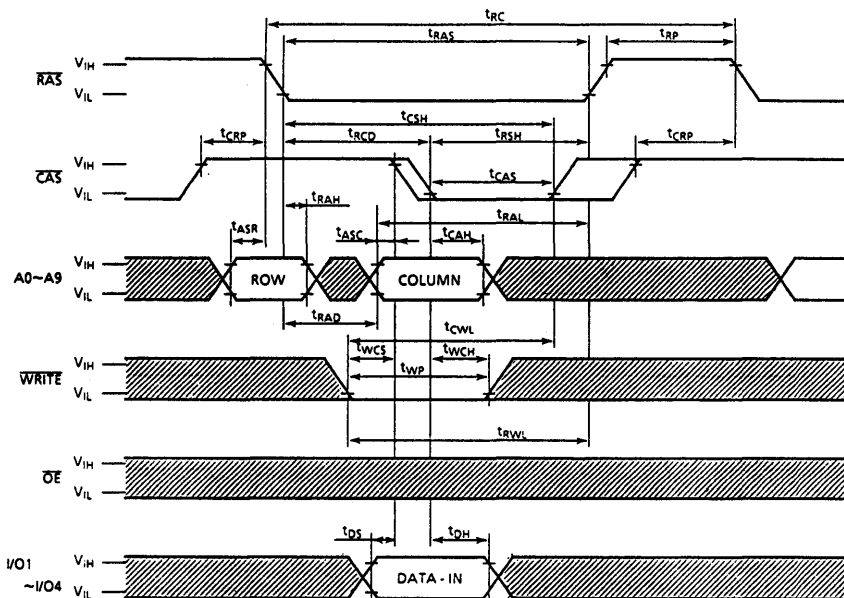 tRC
tRAS
tRP
RAS
VIH
VIL
tCSH
tCRP
tRCD
tRSH
tCRP
CAS
VIH
VIL
tCAS
tRAH
tRAL
tASR
tASC
tCAH
A0~A9
VIH
VIL
ROW
COLUMN
tRAD
tCWL
tWCS
tWCH
WRITE
VIH
VIL
tWP
tRWL
OE
VIH
VIL
tDS
tDH
I/O1
~I/O4
VIH
VIL
DATA - IN